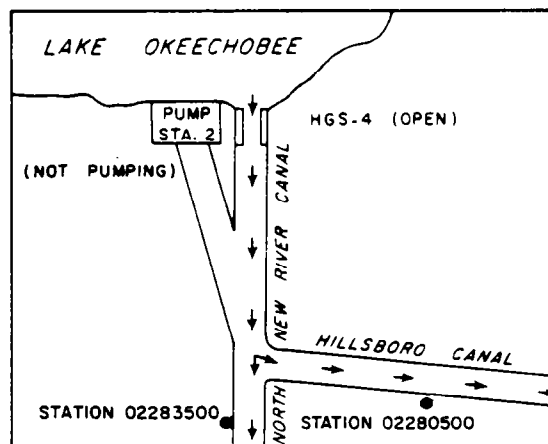 LAKE OKEECHOBEE
PUMP
STA. 2
HGS-4 (OPEN)
(NOT PUMPING)
NORTH NEW RIVER CANAL
HILLSBORO CANAL
STATION 02283500
STATION 02280500